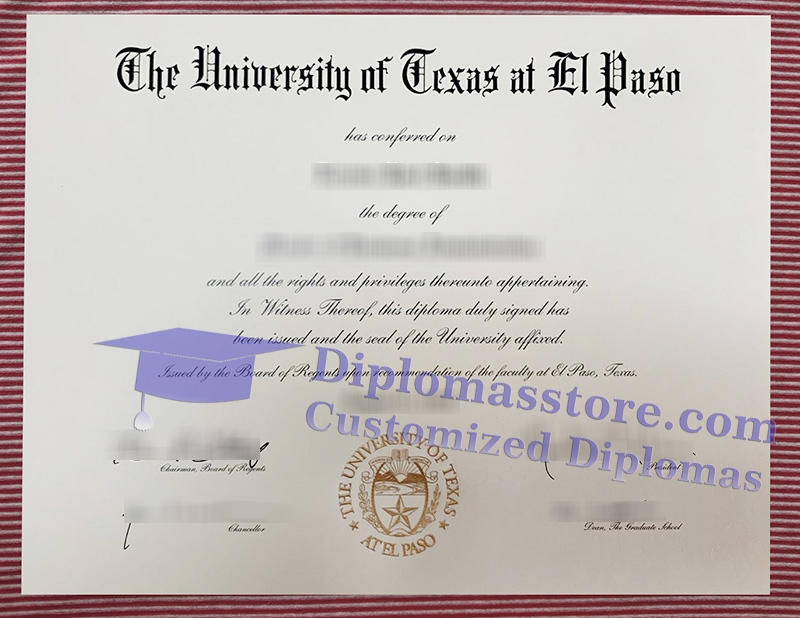 The University of Texas at El Paso
has conferred on
the degree of
and all the rights and privileges thereunto appertaining.
In Witness Thereof, this diploma duly signed has
been issued and the seal of the University affixed.
Issued by the Board of Regents upon recommendation of the faculty at El Paso, Texas.
Diplomasstore.com
Customized Diplomas
Chairman, Board of Regents
President
THE UNIVERSITY OF TEXAS
AT EL PASO
Chancellor
Dean, The Graduate School